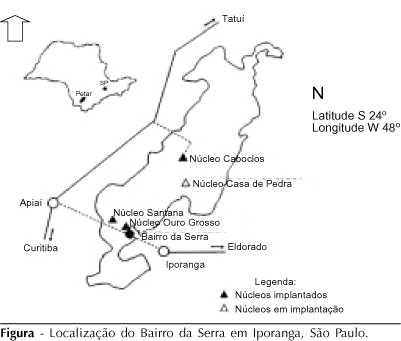 Tatuí
SP
Petar
N
Latitude S 24º
Longitude W 48º
Núcleo Caboclos
Núcleo Casa de Pedra
Apiaí
Núcleo Santana
Núcleo Ouro Grosso
Bairro da Serra
Curitiba
Eldorado
Iporanga
Legenda:
Núcleos implantados
Núcleos em implantação
Figura - Localização do Bairro da Serra em Iporanga, São Paulo.